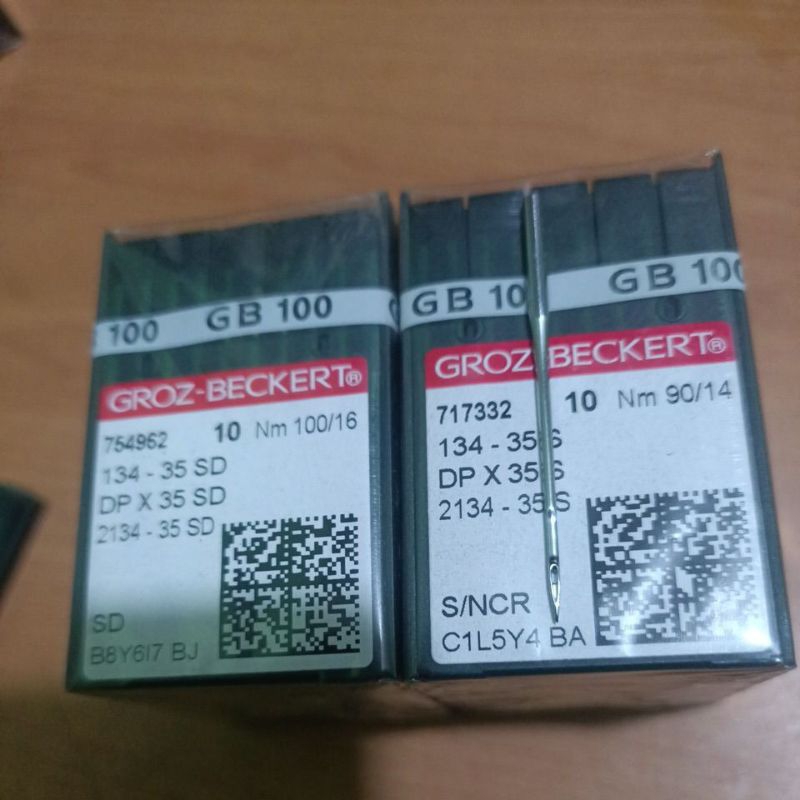 100 GB 100
GROZ-BECKERT®
754962 10 Nm 100/16
134 - 35 SD
DP X 35 SD
2134 - 35 SD
SD
B8Y6I7 BJ
GB 10 GB 100
GROZ-BECKERT®
717332 10 Nm 90/14
134 - 35 S
DP X 35 S
2134 - 35 S
S/NCR
C1L5Y4 BA